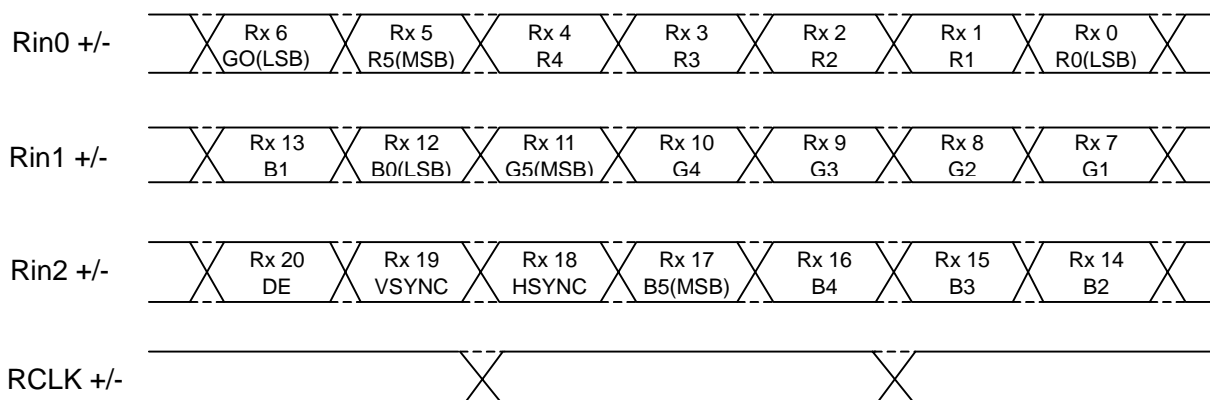 Rin0 +/-
Rx 6 Rx 5 Rx 4 Rx 3 Rx 2 Rx 1 Rx 0
GO(LSB) R5(MSB) R4 R3 R2 R1 R0(LSB)
Rin1 +/-
Rx 13 Rx 12 Rx 11 Rx 10 Rx 9 Rx 8 Rx 7
B1 B0(LSB) G5(MSB) G4 G3 G2 G1
Rin2 +/-
Rx 20 Rx 19 Rx 18 Rx 17 Rx 16 Rx 15 Rx 14
DE VSYNC HSYNC B5(MSB) B4 B3 B2
RCLK +/-